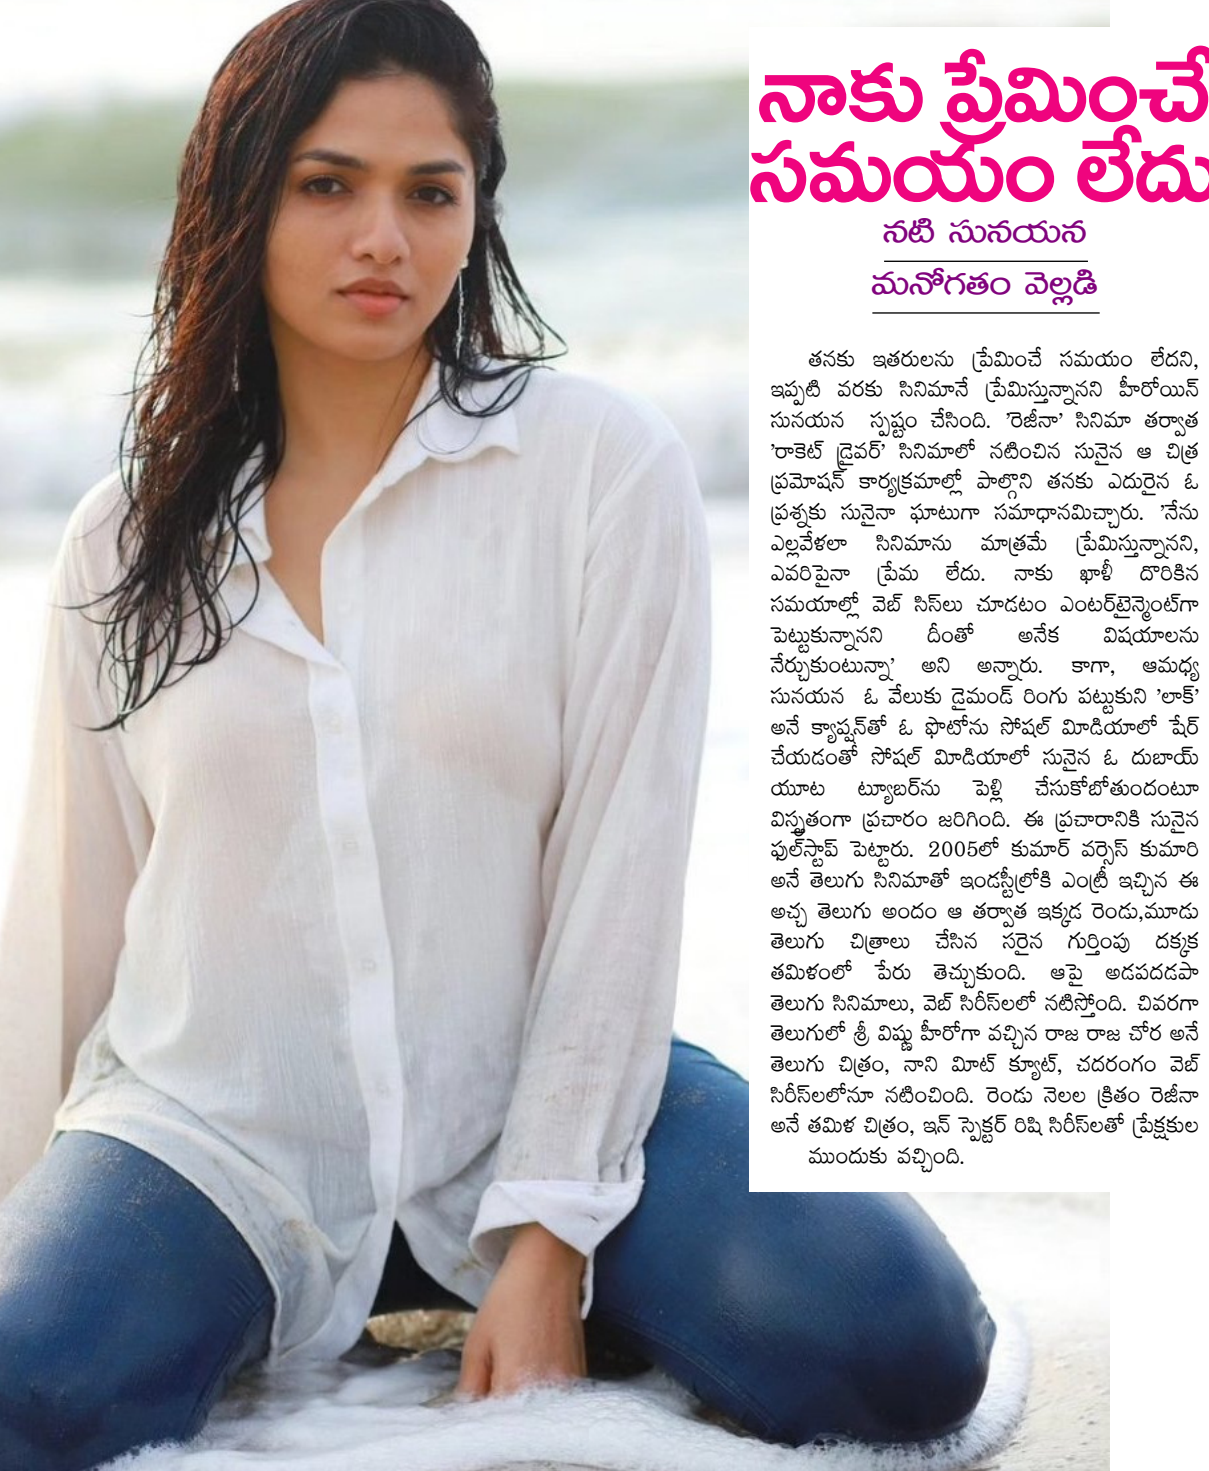 నాకు ప్రేమించే
సమయం లేదు
నటి సునయన
మనోగతం వెల్లడి
తనకు ఇతరులను ప్రేమించే సమయం లేదని,
ఇప్పటి వరకు సినిమానే ప్రేమిస్తున్నానని హీరోయిన్
సునయన స్పష్టం చేసింది. 'రెజీనా' సినిమా తర్వాత
'రాకెట్ డ్రైవర్' సినిమాలో నటించిన సునైన ఆ చిత్ర
ప్రమోషన్ కార్యక్రమాల్లో పాల్గొని తనకు ఎదురైన ఓ
ప్రశ్నకు సునైనా ఘాటుగా సమాధానమిచ్చారు. 'నేను
ఎల్లవేళలా సినిమాను మాత్రమే ప్రేమిస్తున్నానని,
ఎవరిపైనా ప్రేమ లేదు. నాకు ఖాళీ దొరికిన
సమయాల్లో వెబ్ సిస్‌లు చూడటం ఎంటర్‌టైన్మెంట్‌గా
పెట్టుకున్నానని దీంతో అనేక విషయాలను
నేర్చుకుంటున్నా' అని అన్నారు. కాగా, ఆమధ్య
సునయన ఓ వేలుకు డైమండ్ రింగు పట్టుకుని 'లాక్'
అనే క్యాప్షన్‌తో ఓ ఫొటోను సోషల్ మీడియాలో షేర్
చేయడంతో సోషల్ మీడియాలో సునైన ఓ దుబాయ్
యూట ట్యూబర్‌ను పెళ్లి చేసుకోబోతుందంటూ
విస్తృతంగా ప్రచారం జరిగింది. ఈ ప్రచారానికి సునైన
ఫుల్‌స్టాప్ పెట్టారు. 2005లో కుమార్ వర్సెస్ కుమారి
అనే తెలుగు సినిమాతో ఇండస్ట్రీలోకి ఎంట్రీ ఇచ్చిన ఈ
అచ్చ తెలుగు అందం ఆ తర్వాత ఇక్కడ రెండు,మూడు
తెలుగు చిత్రాలు చేసిన సరైన గుర్తింపు దక్కక
తమిళంలో పేరు తెచ్చుకుంది. ఆపై అడపదడపా
తెలుగు సినిమాలు, వెబ్ సిరీస్‌లలో నటిస్తోంది. చివరగా
తెలుగులో శ్రీ విష్ణు హీరోగా వచ్చిన రాజ రాజ చోర అనే
తెలుగు చిత్రం, నాని మీట్ క్యూట్, చదరంగం వెబ్
సిరీస్‌లలోనూ నటించింది. రెండు నెలల క్రితం రెజీనా
అనే తమిళ చిత్రం, ఇన్ స్పెక్టర్ రిషి సిరీస్‌లతో ప్రేక్షకుల
ముందుకు వచ్చింది.